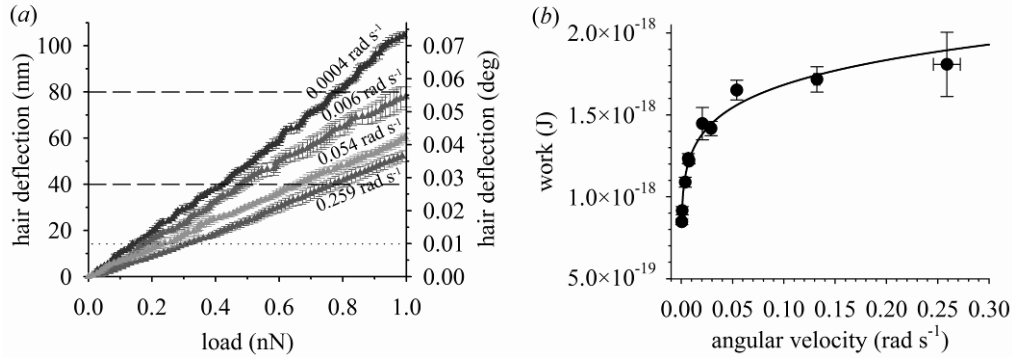 (a)
hair deflection (nm)
100
80
60
40
20
0
0.0004 rad s-1
0.006 rad s-1
0.054 rad s-1
0.259 rad s-1
0.07
0.06
0.05
0.04
0.03
0.02
0.01
0.00
hair deflection (deg)
0.0 0.2 0.4 0.6 0.8 1.0
load (nN)
(b)
work (J)
2.0×10-18
1.5×10-18
1.0×10-18
5.0×10-19
0.00 0.05 0.10 0.15 0.20 0.25 0.30
angular velocity (rad s-1)